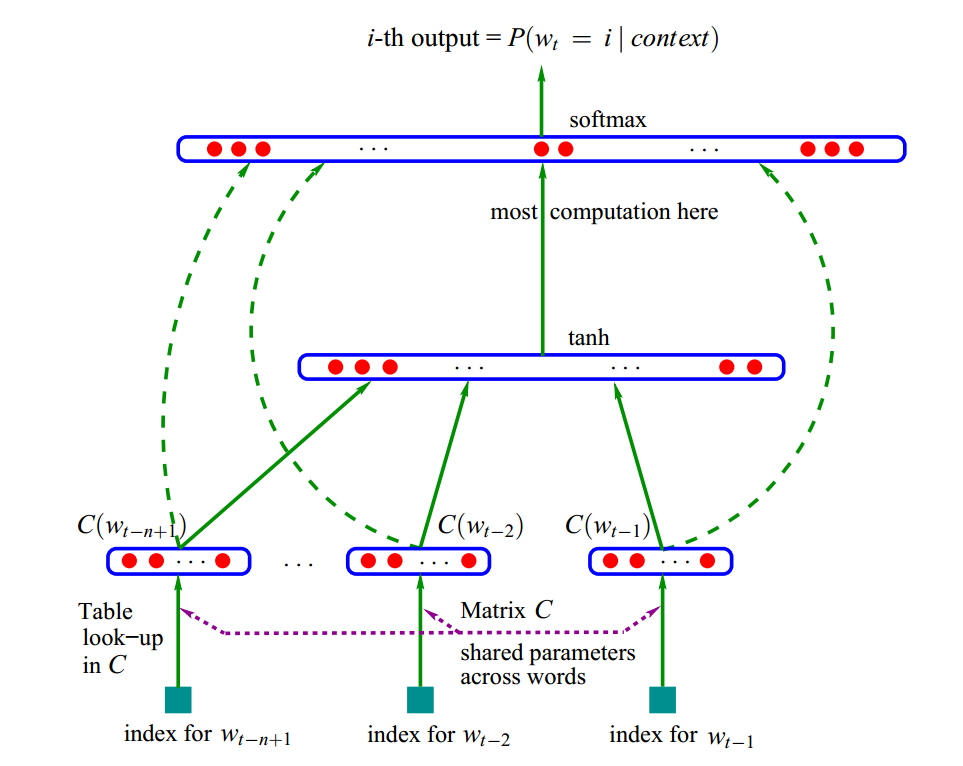 i-th output = P(w_t = i | context)
softmax
. . .
. . .
most computation here
tanh
. . .
. . .
C(w_{t−n+1})
C(w_{t−2})
C(w_{t−1})
. . .
. . .
. . .
. . .
Table
look−up
in C
Matrix C
shared parameters
across words
index for w_{t−n+1}
index for w_{t−2}
index for w_{t−1}